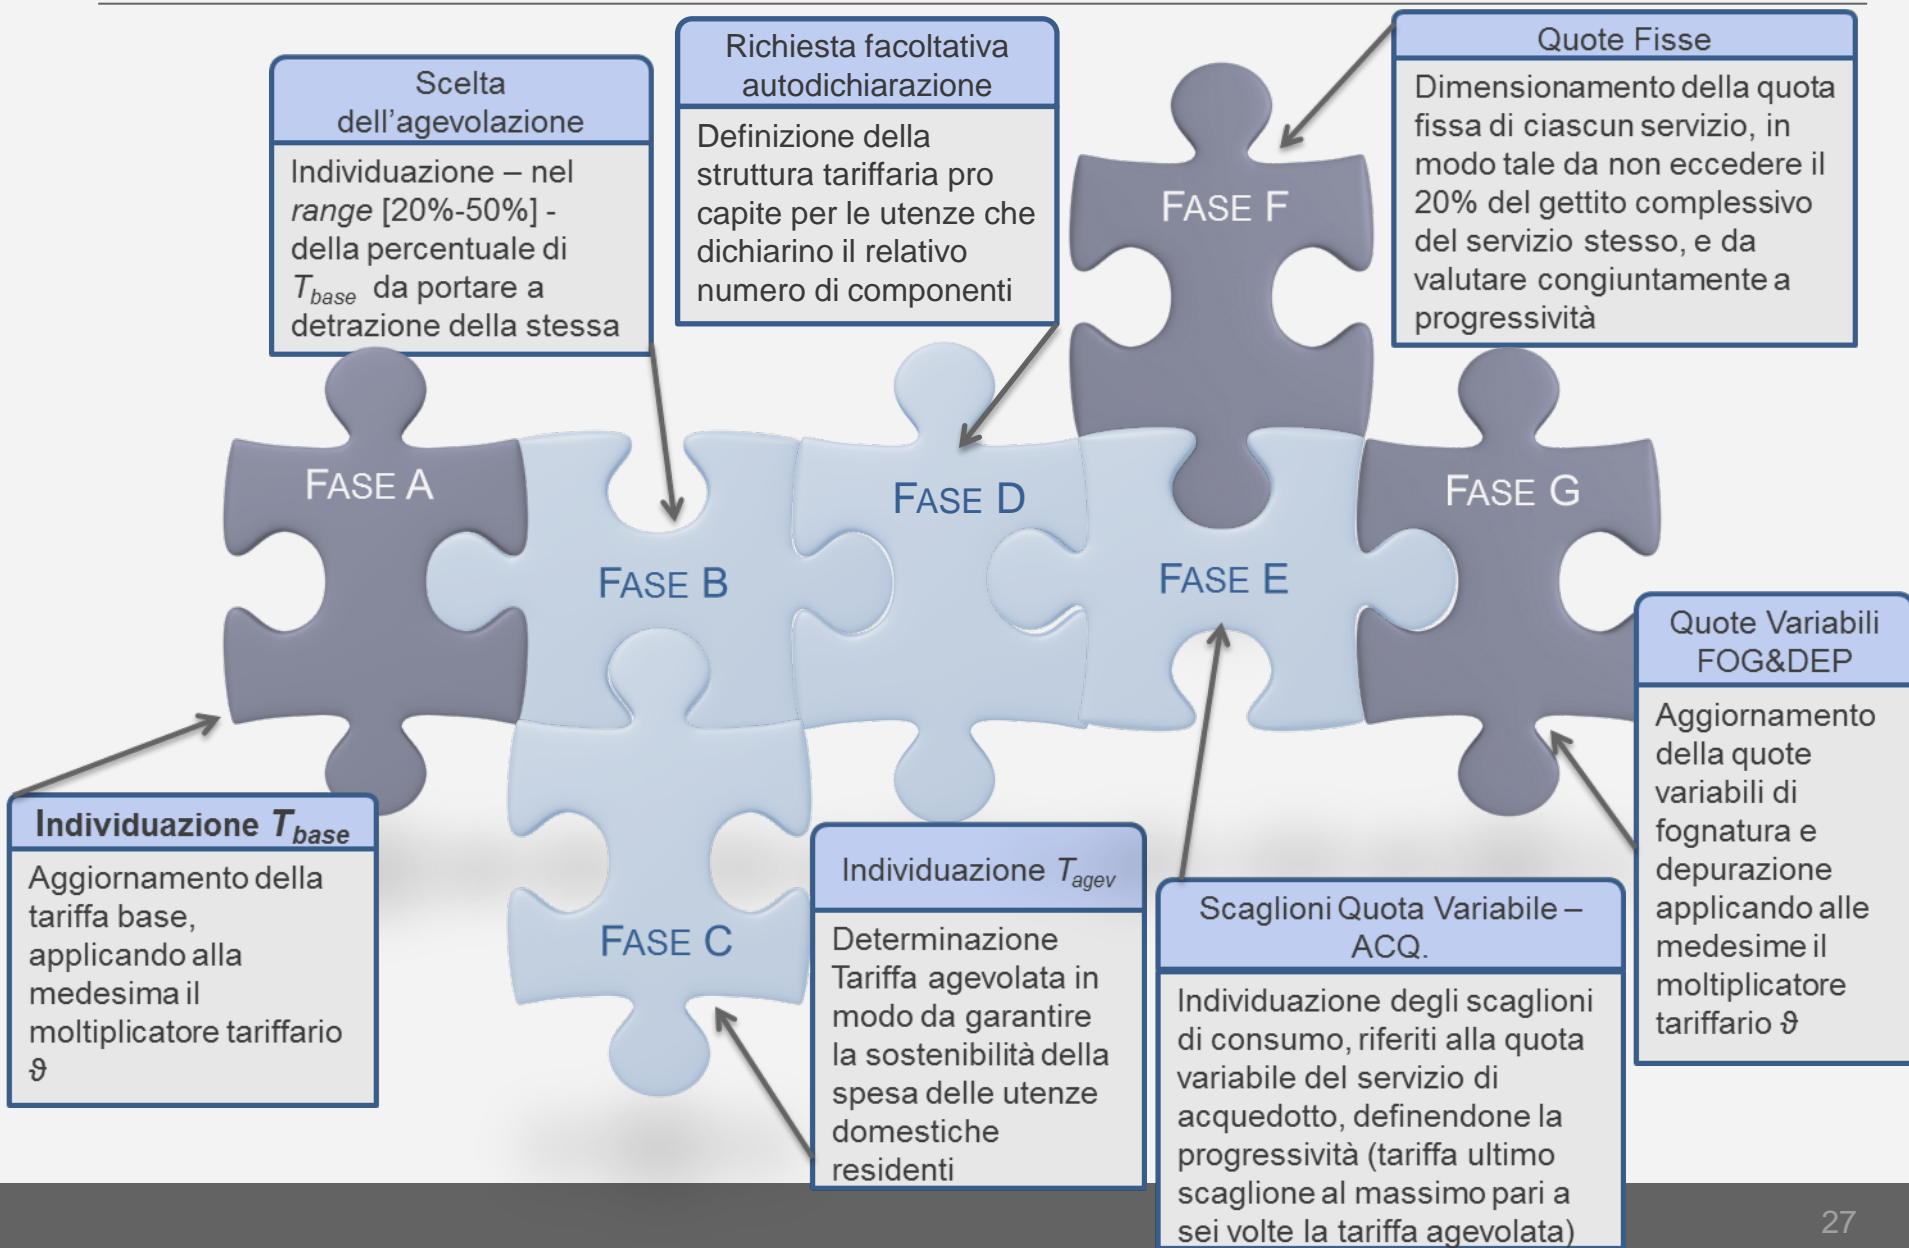 Scelta
dell’agevolazione
Individuazione – nel
range [20%-50%] -
della percentuale di
Tbase da portare a
detrazione della stessa
Richiesta facoltativa
autodichiarazione
Definizione della
struttura tariffaria pro
capite per le utenze che
dichiarino il relativo
numero di componenti
Quote Fisse
Dimensionamento della quota
fissa di ciascun servizio, in
modo tale da non eccedere il
20% del gettito complessivo
del servizio stesso, e da
valutare congiuntamente a
progressività
FASE F
FASE A
FASE B
FASE D
FASE E
FASE G
FASE C
Individuazione Tbase
Aggiornamento della
tariffa base,
applicando alla
medesima il
moltiplicatore tariffario
ϑ
Individuazione Tagev
Determinazione
Tariffa agevolata in
modo da garantire
la sostenibilità della
spesa delle utenze
domestiche
residenti
Scaglioni Quota Variabile –
ACQ.
Individuazione degli scaglioni
di consumo, riferiti alla quota
variabile del servizio di
acquedotto, definendone la
progressività (tariffa ultimo
scaglione al massimo pari a
sei volte la tariffa agevolata)
Quote Variabili
FOG&DEP
Aggiornamento
della quote
variabili di
fognatura e
depurazione
applicando alle
medesime il
moltiplicatore
tariffario ϑ
27